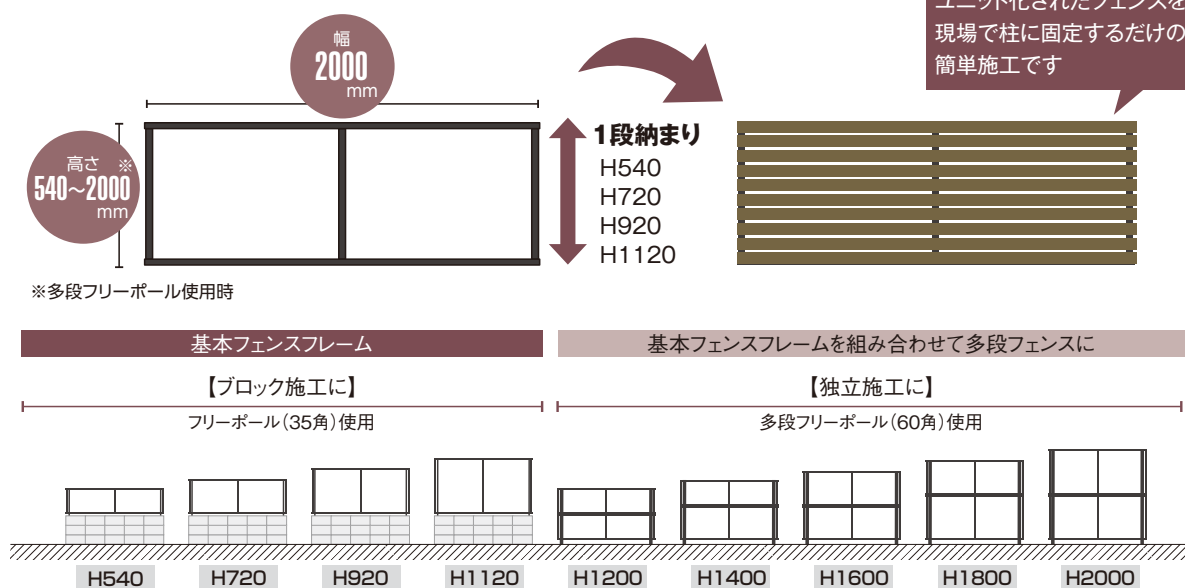 ユニット化されたフェンスを
現場で柱に固定するだけの
簡単施工です
幅
2000
mm
高さ ※
540～2000
mm
1段納まり
H540
H720
H920
H1120
※多段フリーポール使用時
基本フェンスフレーム
基本フェンスフレームを組み合わせて多段フェンスに
【ブロック施工に】
【独立施工に】
フリーポール（35角）使用
多段フリーポール（60角）使用
H540 H720 H920 H1120 H1200 H1400 H1600 H1800 H2000